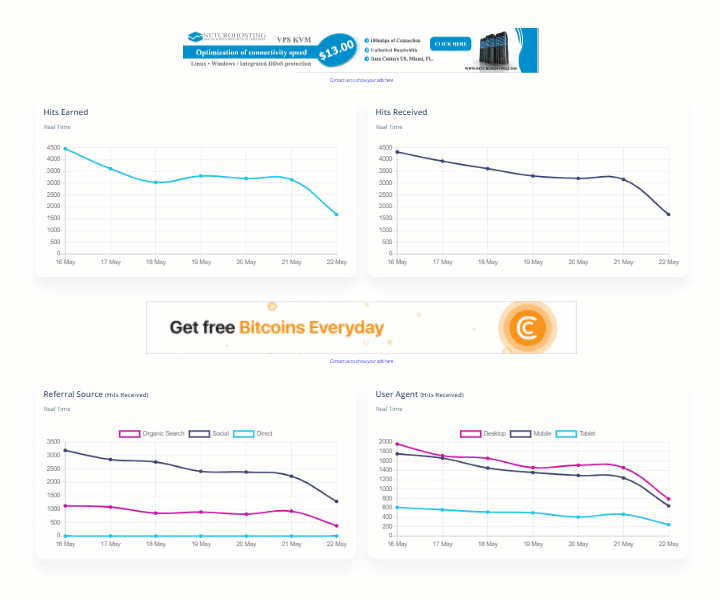 NETCROHOSTING
VPS KVM
Optimization of connectivity speed
Linux • Windows / Integrated DDoS protection
$13.00
100mbps of Connection
Unlimited Bandwidth
Data Center US, Miami, FL.
CLICK HERE
WWW.NETCROHOSTING.COM
Contact us to show your ads here
Hits Earned
Real Time
4500
4000
3500
3000
2500
2000
1500
1000
500
0
16 May 17 May 18 May 19 May 20 May 21 May 22 May
Hits Received
Real Time
4500
4000
3500
3000
2500
2000
1500
1000
500
0
16 May 17 May 18 May 19 May 20 May 21 May 22 May
Get free Bitcoins Everyday
Contact us to show your ads here
Referral Source (Hits Received)
Real Time
Organic Search Social Direct
3500
3000
2500
2000
1500
1000
500
0
16 May 17 May 18 May 19 May 20 May 21 May 22 May
User Agent (Hits Received)
Real Time
Desktop Mobile Tablet
2000
1800
1600
1400
1200
1000
800
600
400
200
0
16 May 17 May 18 May 19 May 20 May 21 May 22 May